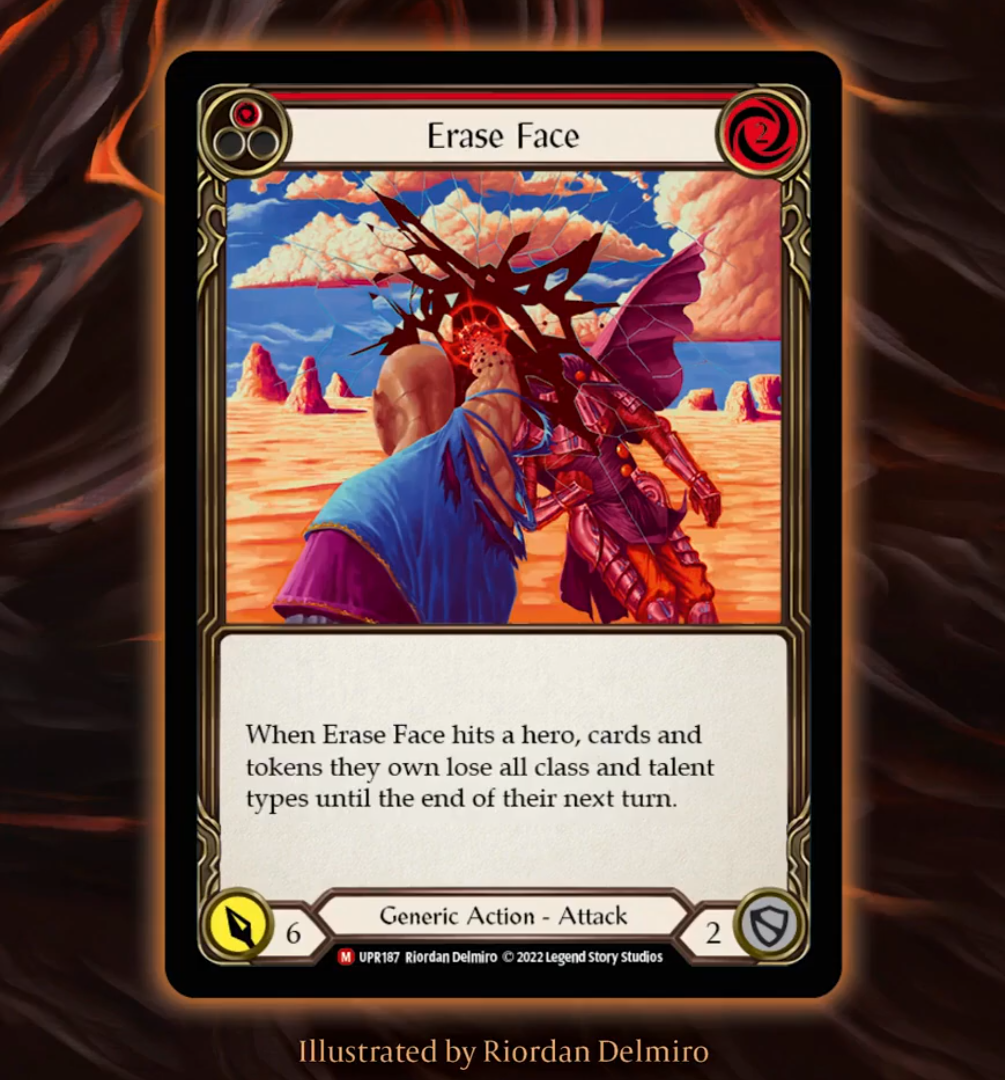 Erase Face
2
When Erase Face hits a hero, cards and
tokens they own lose all class and talent
types until the end of their next turn.
6
Generic Action - Attack
2
M UPR187 Riordan Delmiro © 2022 Legend Story Studios
Illustrated by Riordan Delmiro